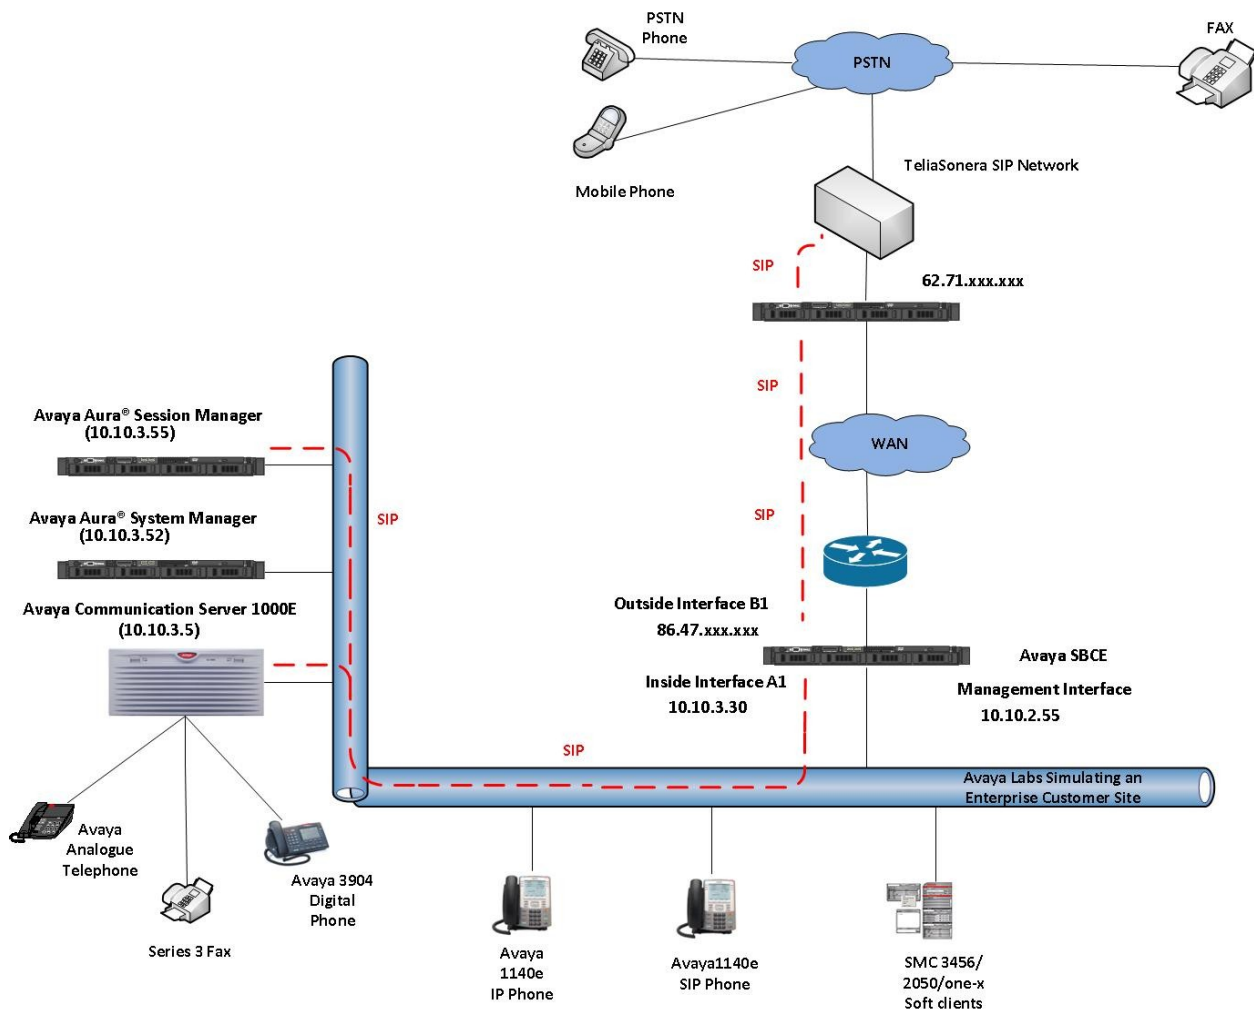 PSTN
Phone
FAX
PSTN
TeliaSonera SIP Network
Mobile Phone
SIP
62.71.xxx.xxx
SIP
Avaya Aura® Session Manager
(10.10.3.55)
WAN
SIP
SIP
Avaya Aura® System Manager
(10.10.3.52)
Avaya Communication Server 1000E
(10.10.3.5)
Outside Interface B1
86.47.xxx.xxx
Avaya SBCE
Inside Interface A1
10.10.3.30
Management Interface
10.10.2.55
SIP
Avaya Labs Simulating an
Enterprise Customer Site
Avaya
Analogue
Telephone
Avaya 3904
Digital
Phone
Series 3 Fax
Avaya
1140e
IP Phone
Avaya1140e
SIP Phone
SMC 3456/
2050/one-x
Soft clients